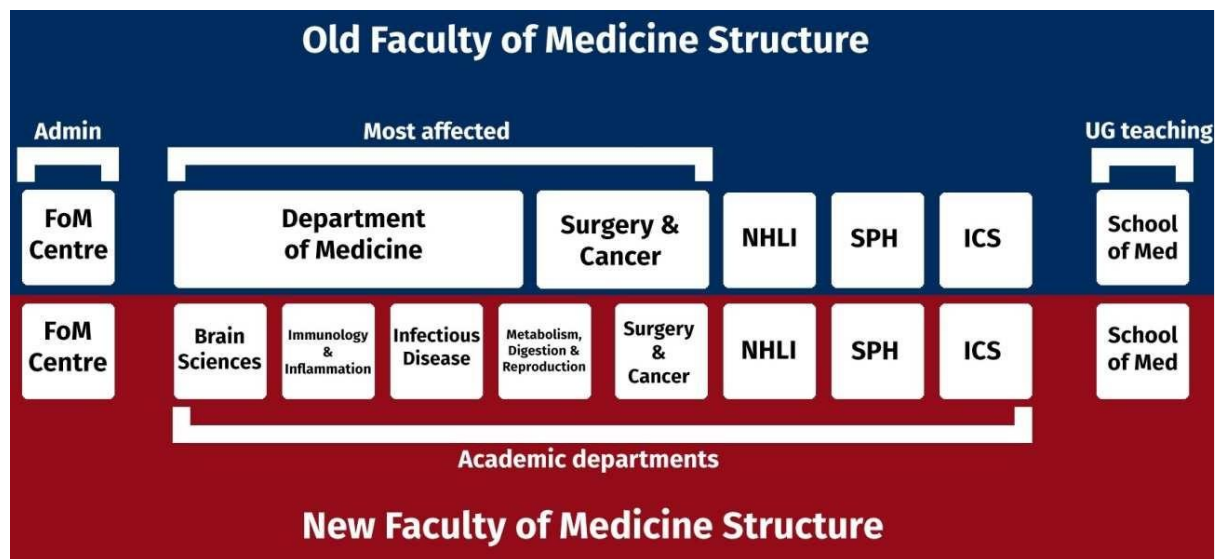 Old Faculty of Medicine Structure
Admin
Most affected
UG teaching
FoM
Centre
Department
of Medicine
Surgery &
Cancer
NHLI
SPH
ICS
School
of Med
FoM
Centre
Brain
Sciences
Immunology
&
Inflammation
Infectious
Disease
Metabolism,
Digestion &
Reproduction
Surgery
&
Cancer
NHLI
SPH
ICS
School
of Med
Academic departments
New Faculty of Medicine Structure